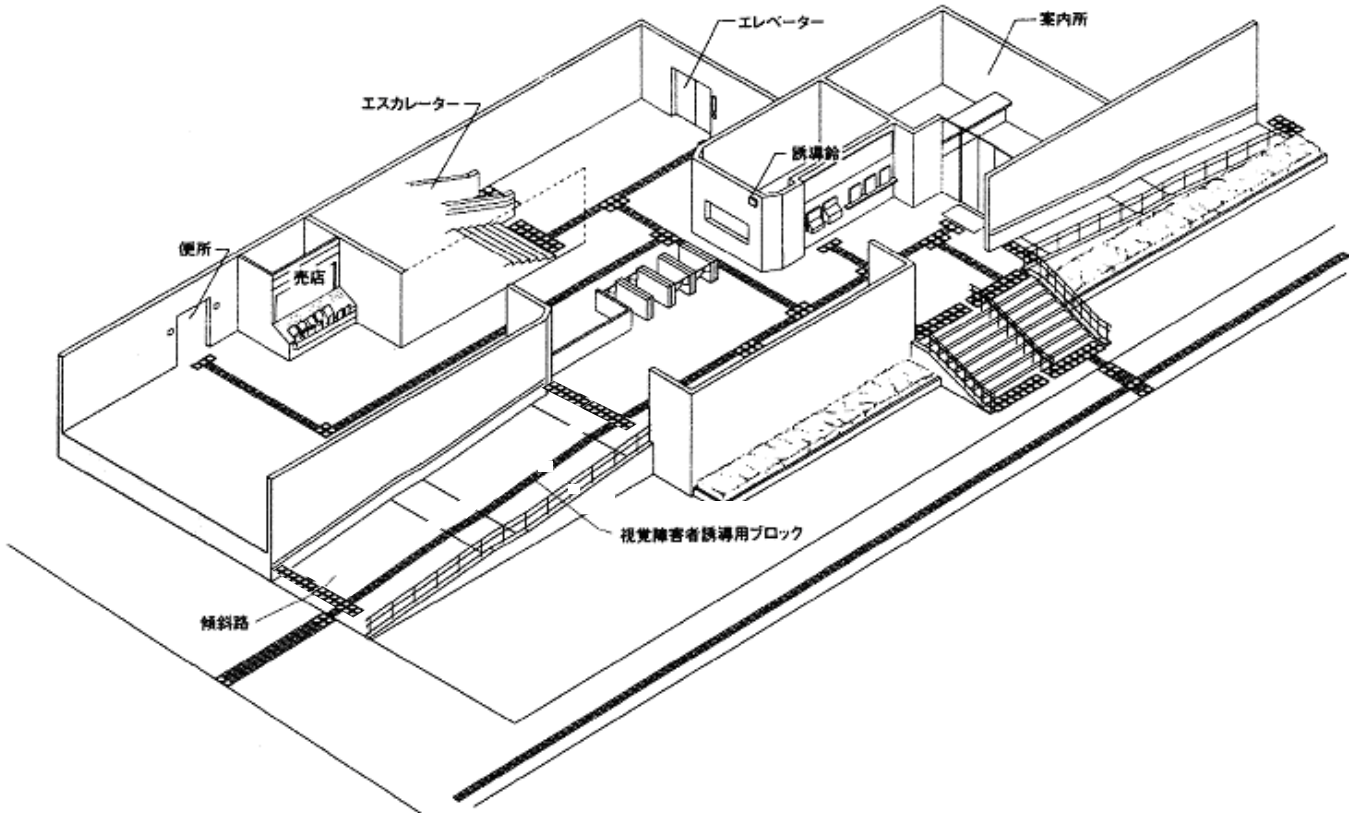 案内所
エレベーター
エスカレーター
誘導鈴
便所
売店
視覚障害者誘導用ブロック
傾斜路